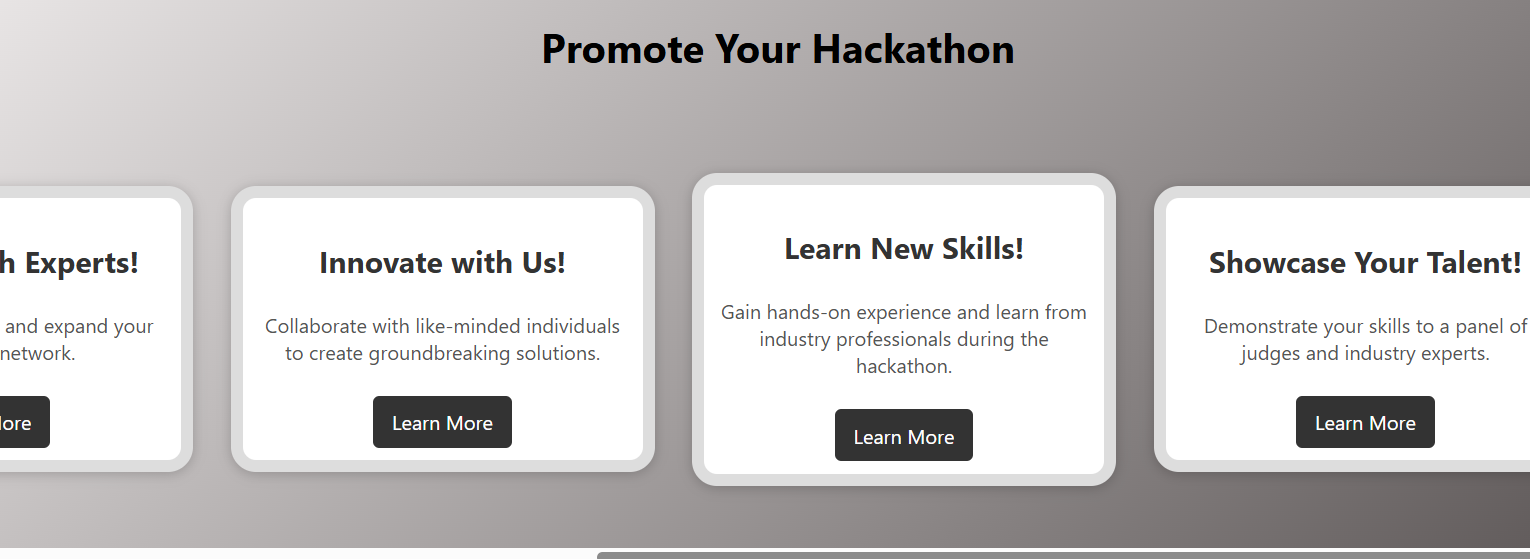 Promote Your Hackathon
h Experts!
and expand your
network.
ore
Innovate with Us!
Collaborate with like-minded individuals
to create groundbreaking solutions.
Learn More
Learn New Skills!
Gain hands-on experience and learn from
industry professionals during the
hackathon.
Learn More
Showcase Your Talent!
Demonstrate your skills to a panel of
judges and industry experts.
Learn More